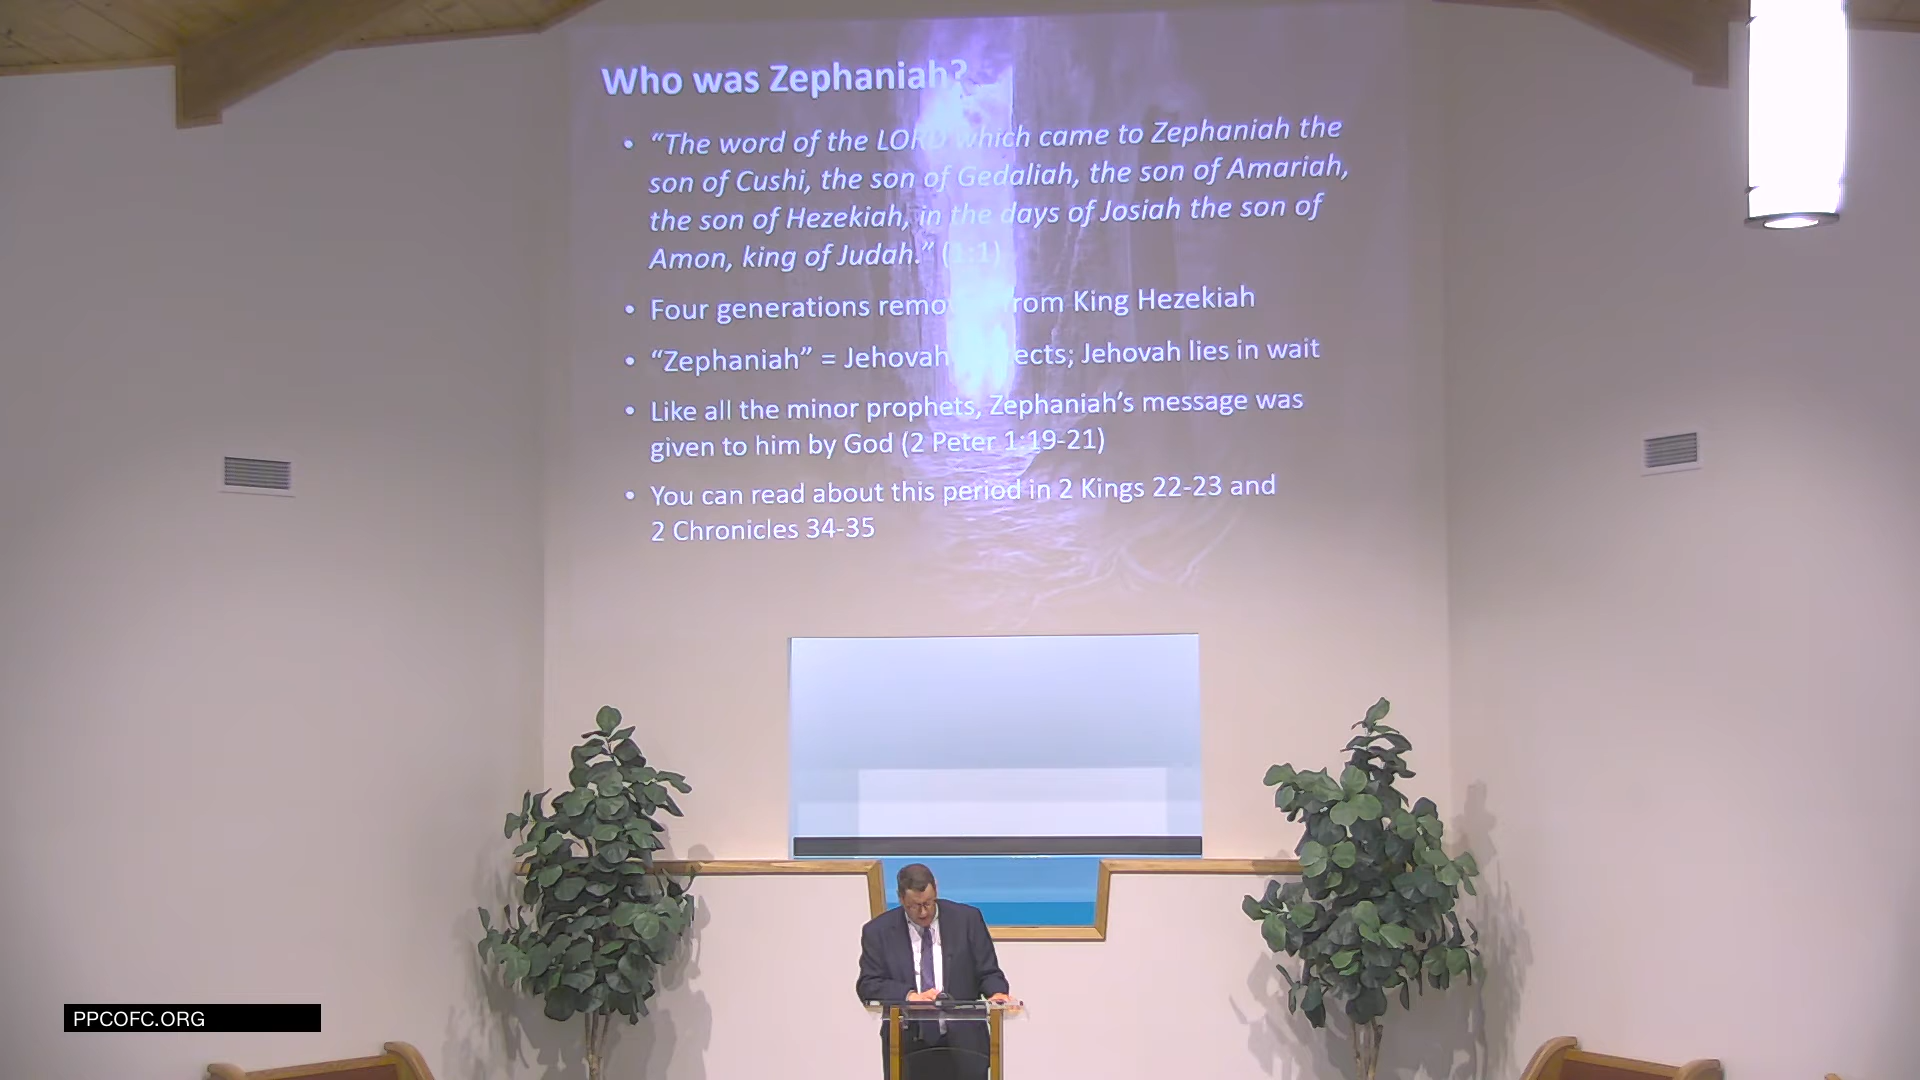 Who was Zephaniah?
• “The word of the LORD which came to Zephaniah the
son of Cushi, the son of Gedaliah, the son of Amariah,
the son of Hezekiah, in the days of Josiah the son of
Amon, king of Judah.” (1:1)
• Four generations from King Hezekiah
• “Zephaniah” = Jehovah ; Jehovah lies in wait
• Like all the minor prophets, Zephaniah’s message was
given to him by God (2 Peter 1:19-21)
• You can read about this period in 2 Kings 22-23 and
2 Chronicles 34-35
PPCOFC.ORG